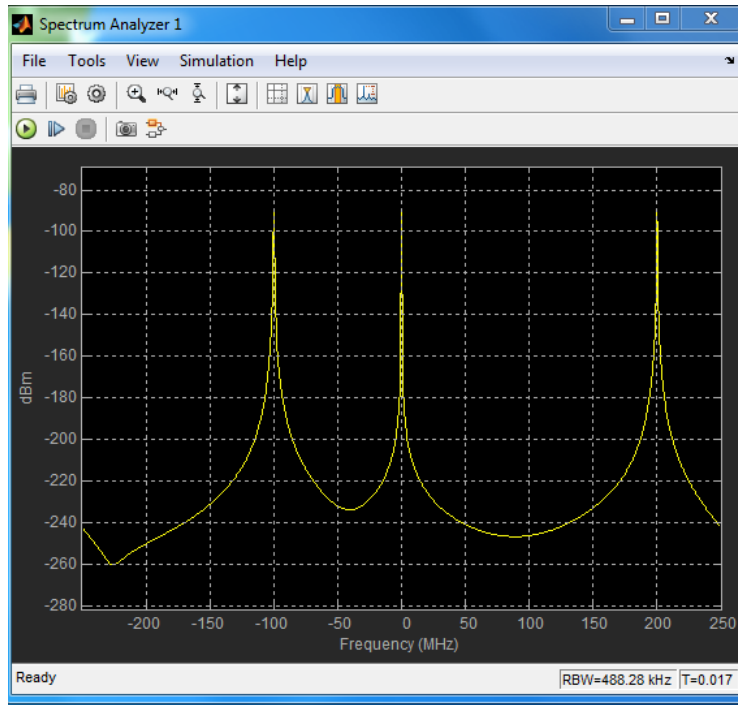 Spectrum Analyzer 1
File Tools View Simulation Help
-80
-100
-120
-140
-160
-180
-200
-220
-240
-260
-280
dBm
-200 -150 -100 -50 0 50 100 150 200 250
Frequency (MHz)
Ready RBW=488.28 kHz T=0.017